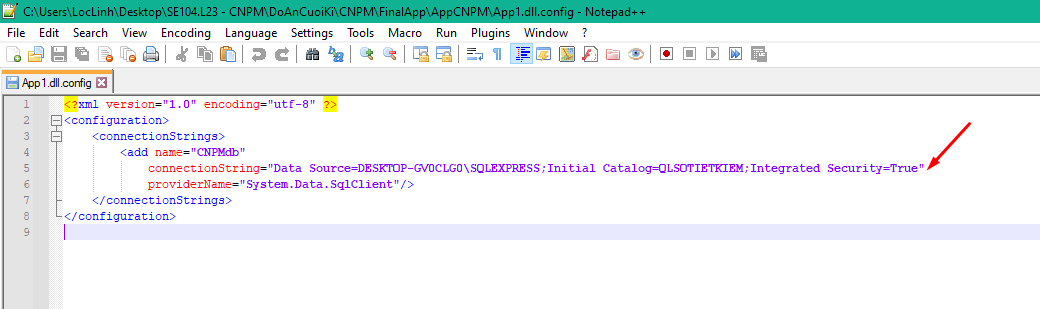 C:\Users\LocLinh\Desktop\SE104.L23 - CNPM\DoAnCuoiKi\CNPM\FinalApp\AppCNPM\App1.dll.config - Notepad++
File Edit Search View Encoding Language Settings Tools Macro Run Plugins Window ?
App1.dll.config
1 <?xml version="1.0" encoding="utf-8" ?>
2 <configuration>
3 <connectionStrings>
4 <add name="CNPMdb"
5 connectionString="Data Source=DESKTOP-GV0CLG0\SQLEXPRESS;Initial Catalog=QLSOTIETKIEM;Integrated Security=True"
6 providerName="System.Data.SqlClient"/>
7 </connectionStrings>
8 </configuration>
9